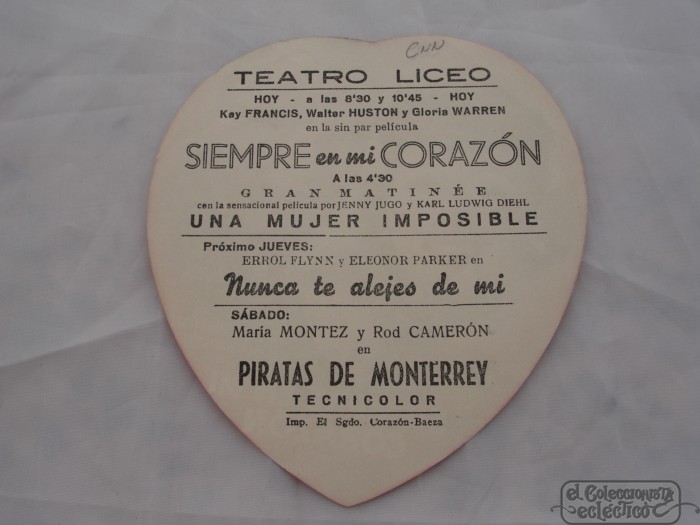 CNN
TEATRO LICEO
HOY - a las 8'30 y 10'45 - HOY
Kay FRANCIS, Walter HUSTON y Gloria WARREN
en la sin par película
SIEMPRE en mi CORAZÓN
A las 4'30
GRAN MATINÉE
con la sensacional película por JENNY JUGO y KARL LUDWIG DIEHL
UNA MUJER IMPOSIBLE
Próximo JUEVES:
ERROL FLYNN y ELEONOR PARKER en
Nunca te alejes de mi
SÁBADO:
María MONTEZ y Rod CAMERÓN
en
PIRATAS DE MONTERREY
TECNICOLOR
Imp. El Sgdo. Corazón-Baeza
el Coleccionista
ecléctico